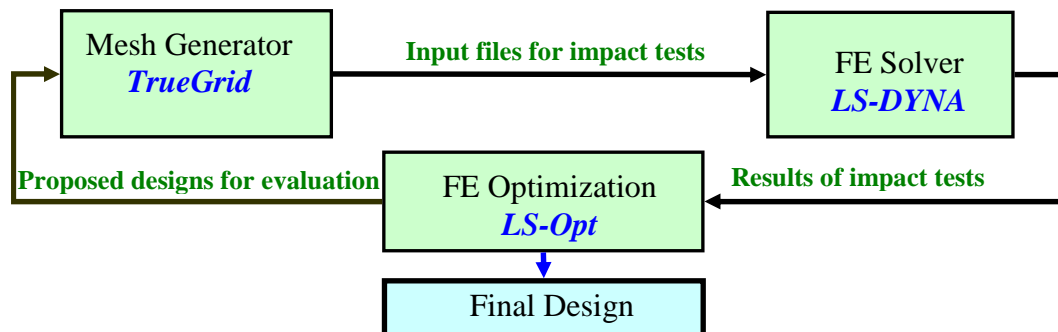 Mesh Generator
TrueGrid
Input files for impact tests
FE Solver
LS-DYNA
Proposed designs for evaluation
FE Optimization
LS-Opt
Results of impact tests
Final Design